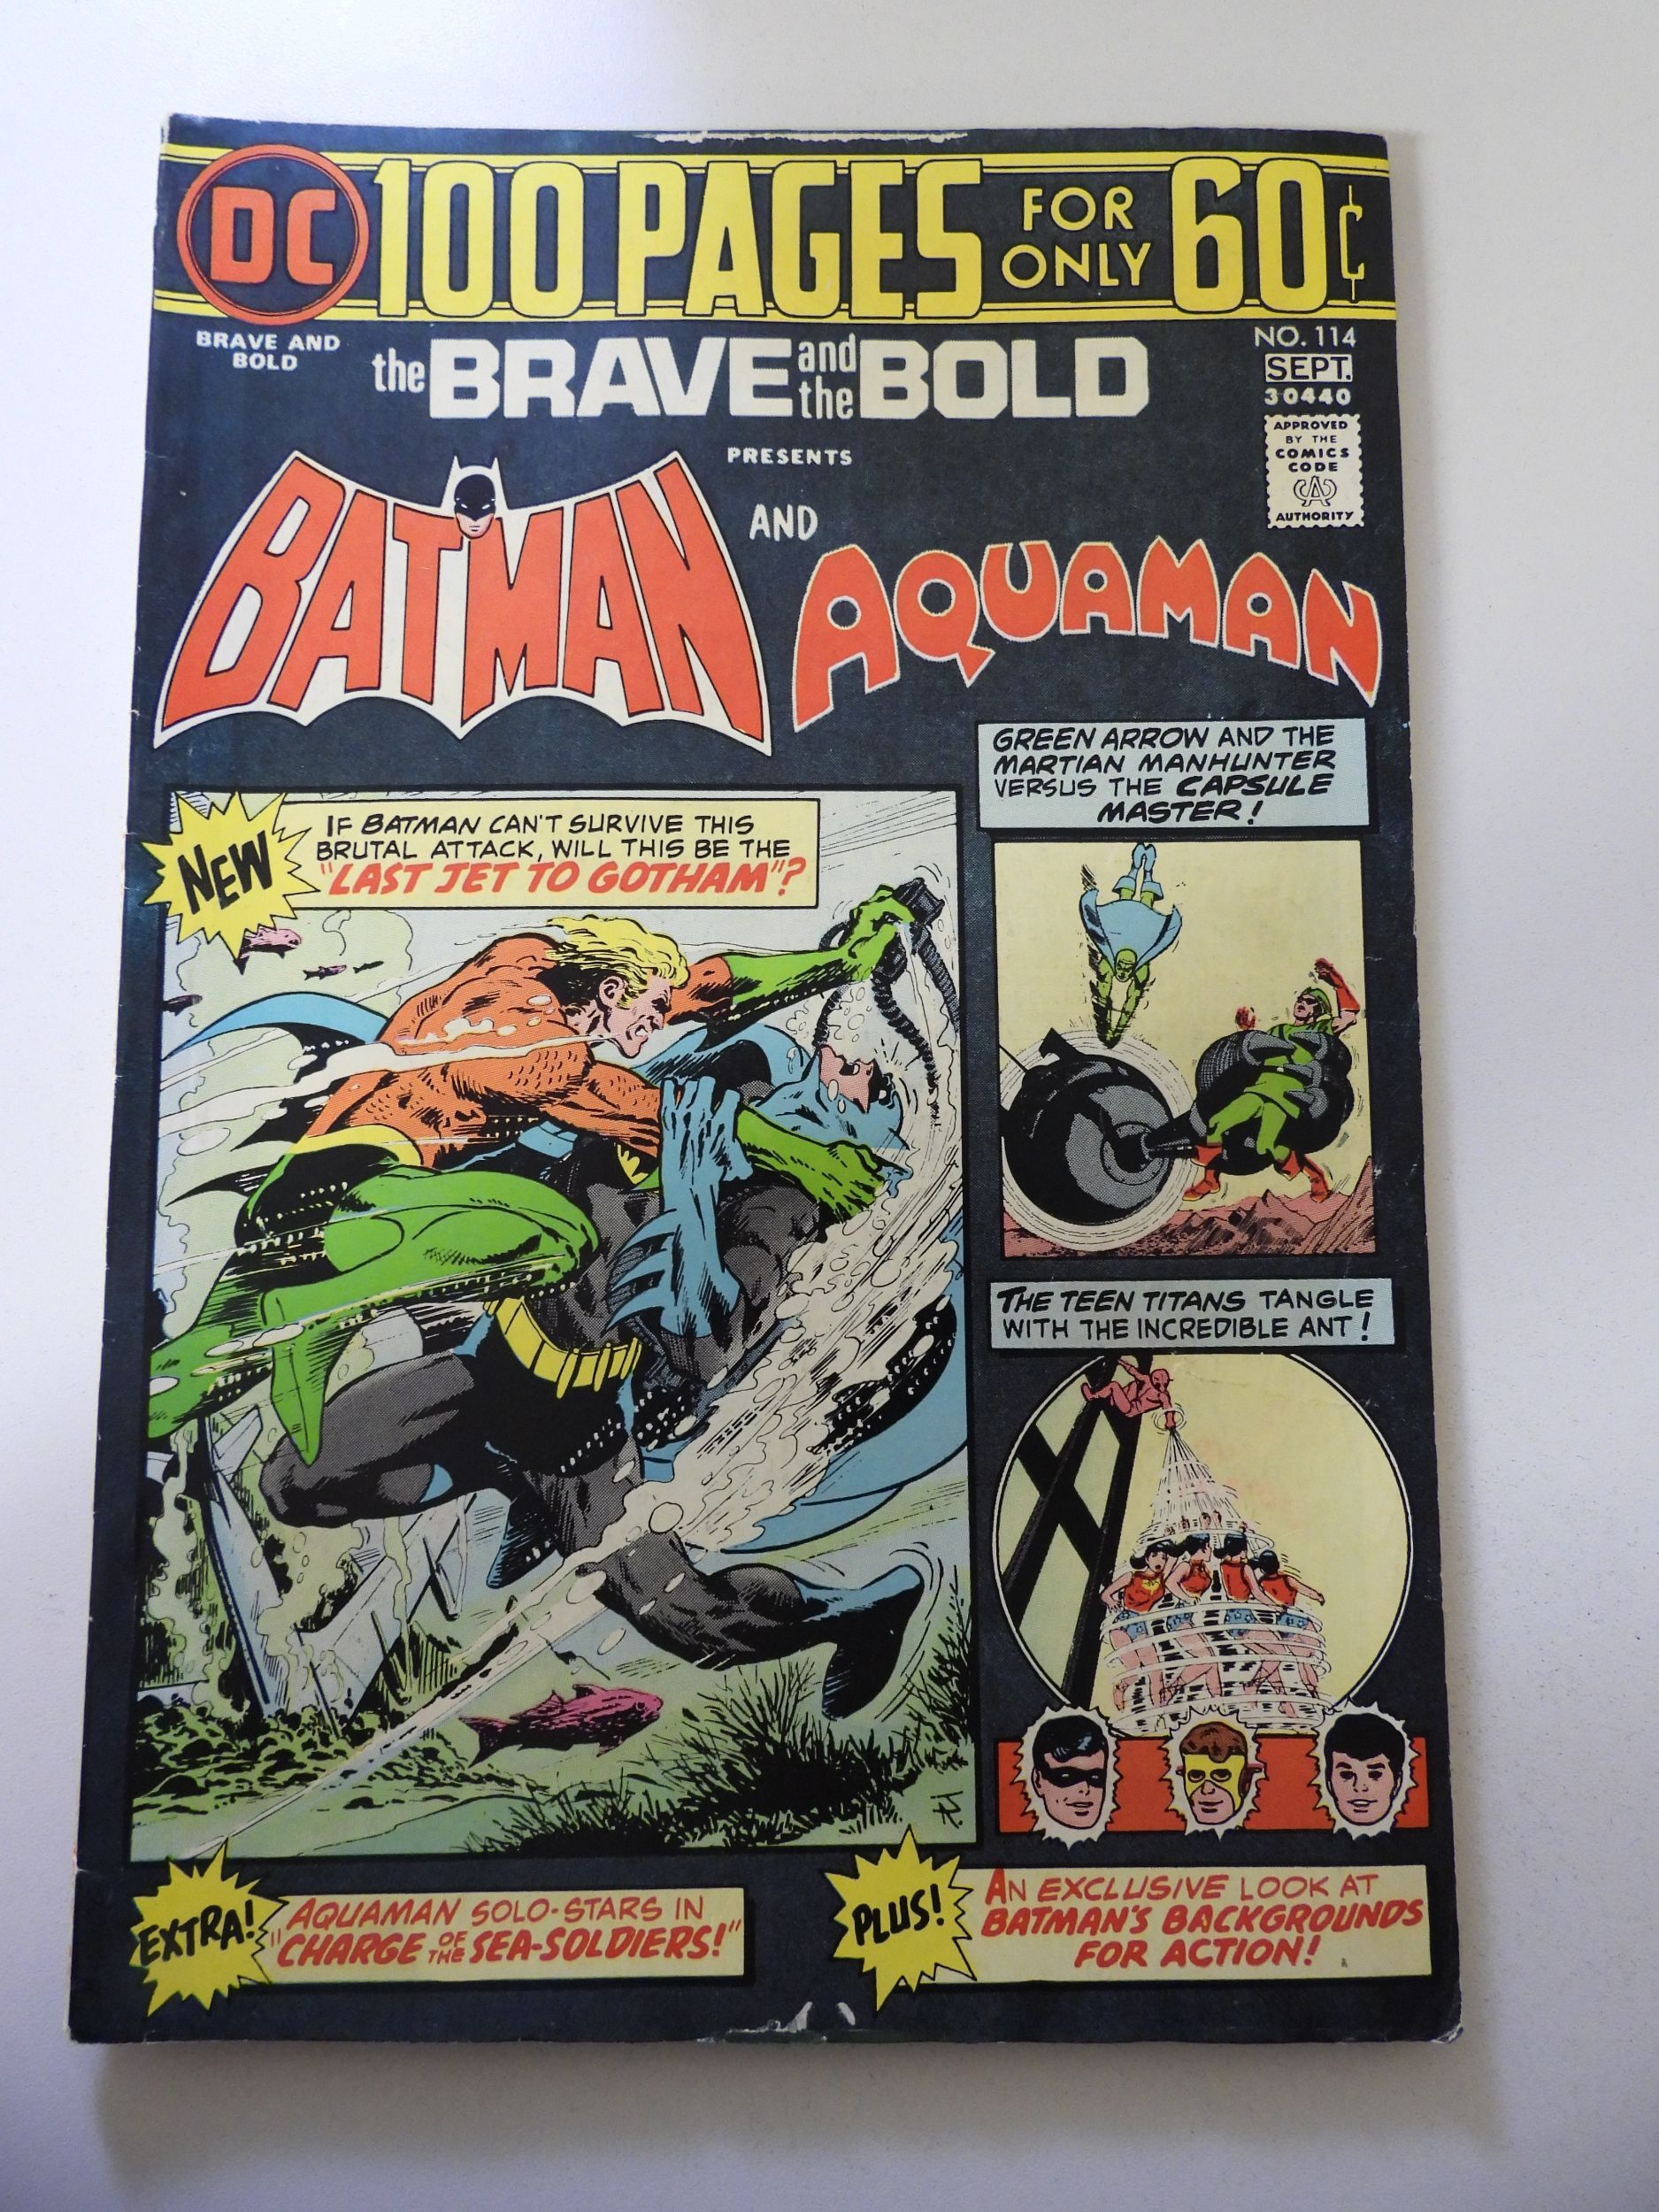 DC 100 PAGES FOR ONLY 60¢
BRAVE AND
BOLD
the BRAVE and the BOLD
NO. 114
SEPT.
30440
APPROVED
BY THE
COMICS
CODE
CA
AUTHORITY
PRESENTS
BATMAN
AND
AQUAMAN
GREEN ARROW AND THE
MARTIAN MANHUNTER
VERSUS THE CAPSULE
MASTER!
NEW
IF BATMAN CAN'T SURVIVE THIS
BRUTAL ATTACK, WILL THIS BE THE
"LAST JET TO GOTHAM"?
THE TEEN TITANS TANGLE
WITH THE INCREDIBLE ANT!
EXTRA!
AQUAMAN SOLO-STARS IN
"CHARGE OF THE SEA-SOLDIERS!"
PLUS!
AN EXCLUSIVE LOOK AT
BATMAN'S BACKGROUNDS
FOR ACTION!